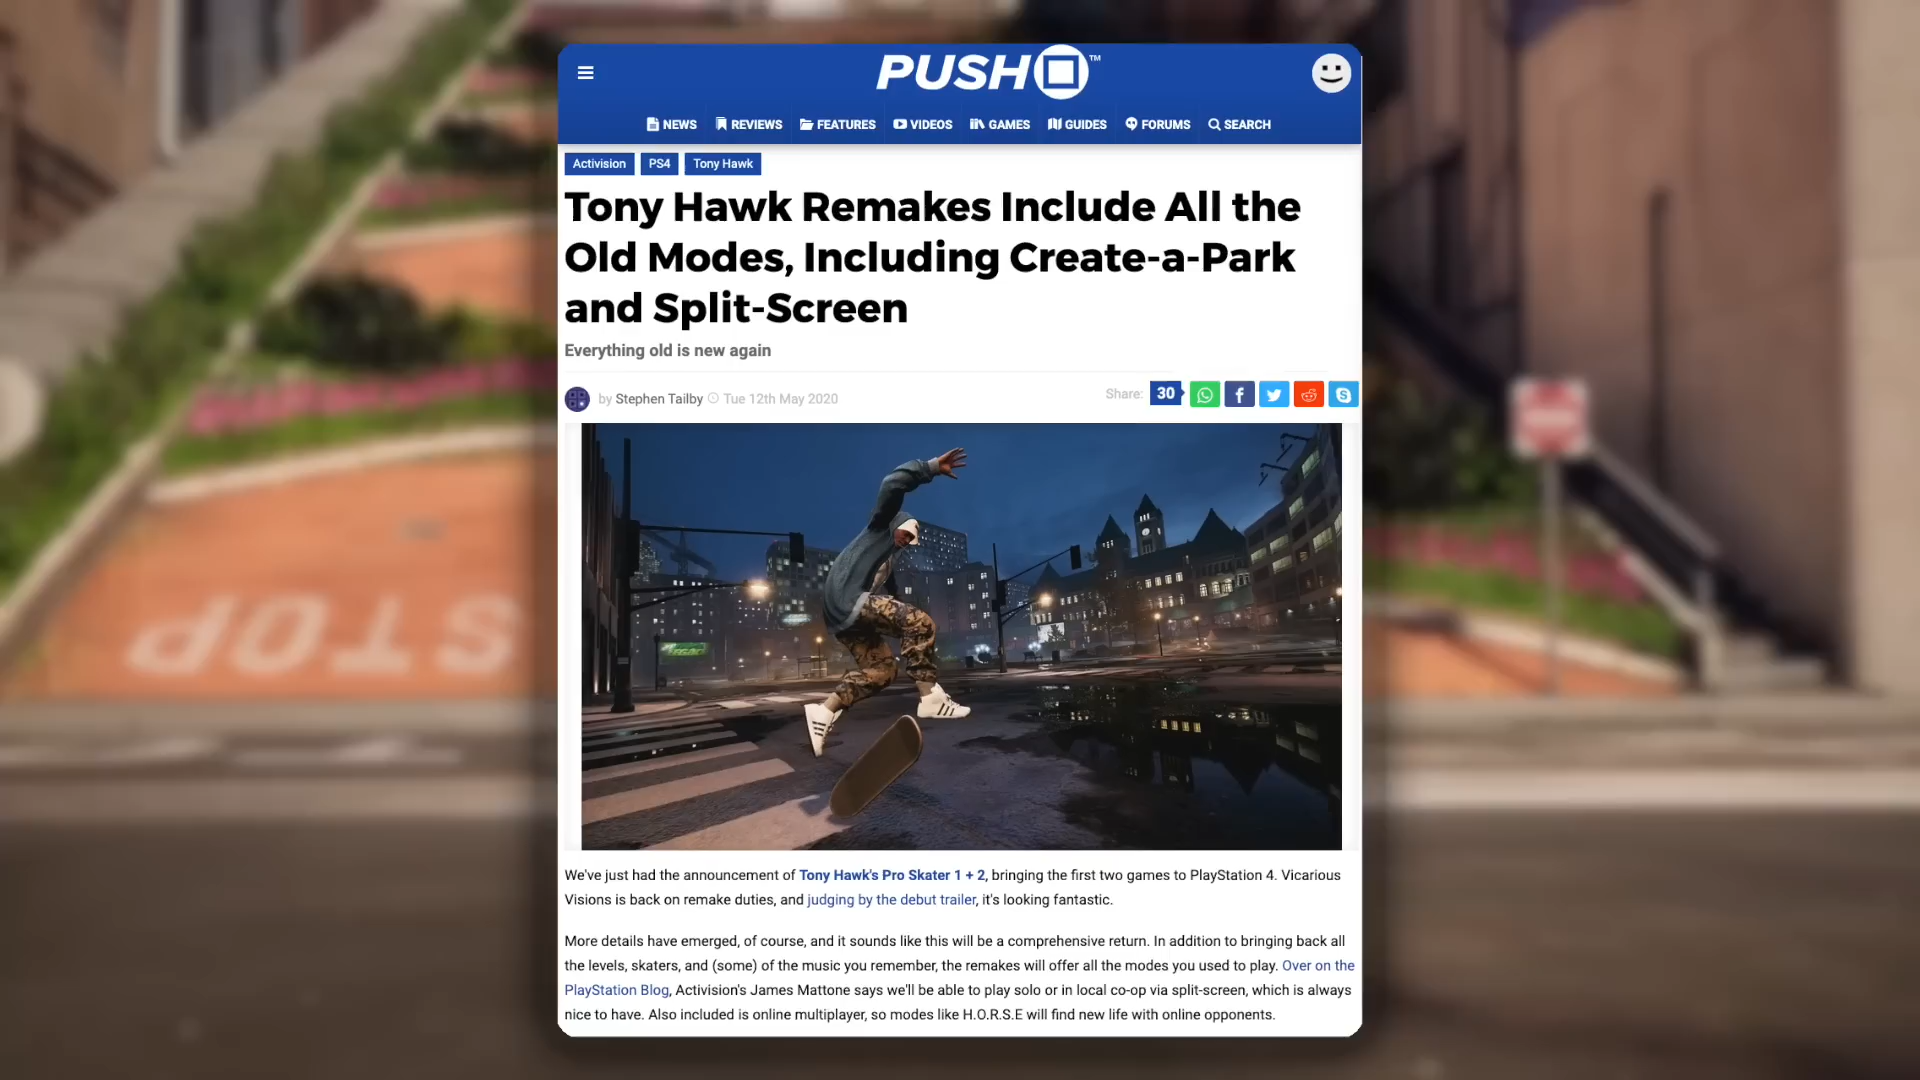 PUSH™
NEWS REVIEWS FEATURES VIDEOS GAMES GUIDES FORUMS SEARCH
Activision PS4 Tony Hawk
Tony Hawk Remakes Include All the
Old Modes, Including Create-a-Park
and Split-Screen
Everything old is new again
by Stephen Tailby Tue 12th May 2020
Share: 30
We've just had the announcement of Tony Hawk's Pro Skater 1 + 2, bringing the first two games to PlayStation 4. Vicarious
Visions is back on remake duties, and judging by the debut trailer, it's looking fantastic.
More details have emerged, of course, and it sounds like this will be a comprehensive return. In addition to bringing back all
the levels, skaters, and (some) of the music you remember, the remakes will offer all the modes you used to play. Over on the
PlayStation Blog, Activision's James Mattone says we'll be able to play solo or in local co-op via split-screen, which is always
nice to have. Also included is online multiplayer, so modes like H.O.R.S.E will find new life with online opponents.
STOP